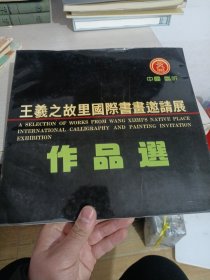 中國 臨沂
王羲之故里國際書畫邀請展
A SELECTION OF WORKS FROM WANG XIZHI'S NATIVE PLACE
INTERNATIONAL CALLIGRAPHY AND PAINTING INVITATION
EXHIBITION
作品選